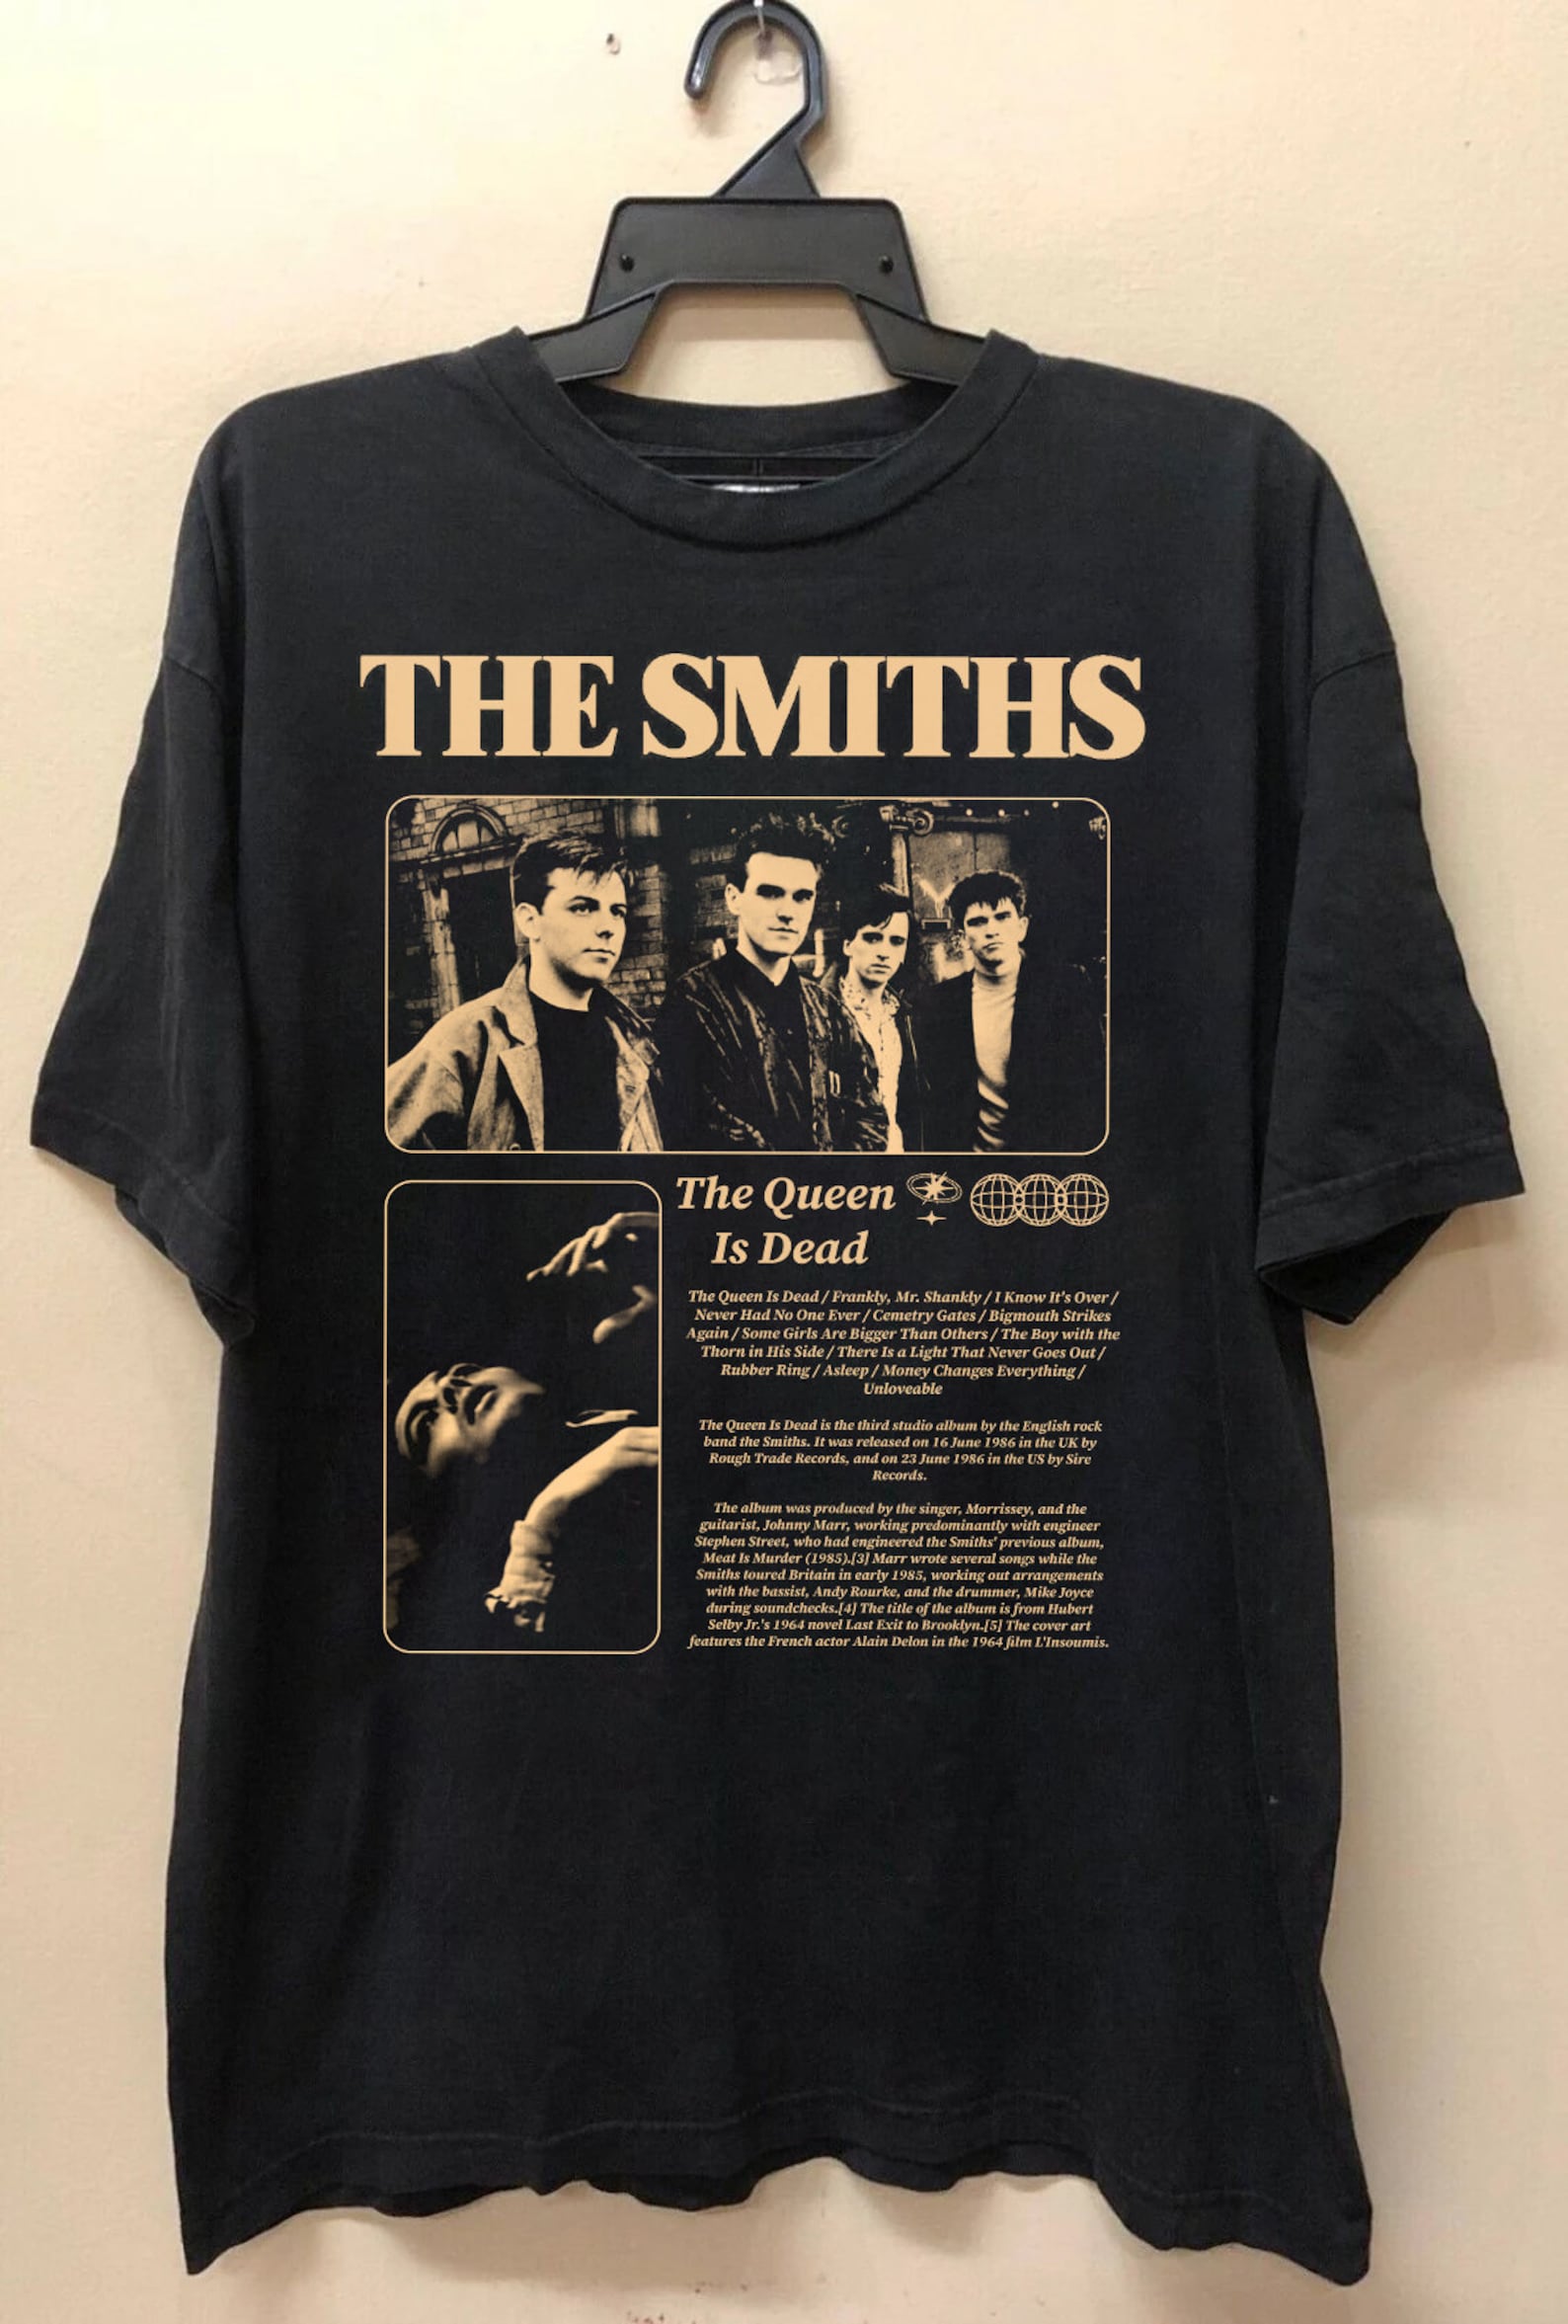 THE SMITHS
The Queen
Is Dead
The Queen Is Dead / Frankly, Mr. Shankly / I Know It's Over /
Never Had No One Ever / Cemetry Gates / Bigmouth Strikes
Again / Some Girls Are Bigger Than Others / The Boy with the
Thorn in His Side / There Is a Light That Never Goes Out /
Rubber Ring / Asleep / Money Changes Everything /
Unloveable
The Queen Is Dead is the third studio album by the English rock
band the Smiths. It was released on 16 June 1986 in the UK by
Rough Trade Records, and on 23 June 1986 in the US by Sire
Records.
The album was produced by the singer, Morrissey, and the
guitarist, Johnny Marr, working predominantly with engineer
Stephen Street, who had engineered the Smiths' previous album,
Meat Is Murder (1985).[3] Marr wrote several songs while the
Smiths toured Britain in early 1985, working out arrangements
with the bassist, Andy Rourke, and the drummer, Mike Joyce
during soundchecks.[4] The title of the album is from Hubert
Selby Jr.'s 1964 novel Last Exit to Brooklyn.[5] The cover art
features the French actor Alain Delon in the 1964 film L'Insoumis.